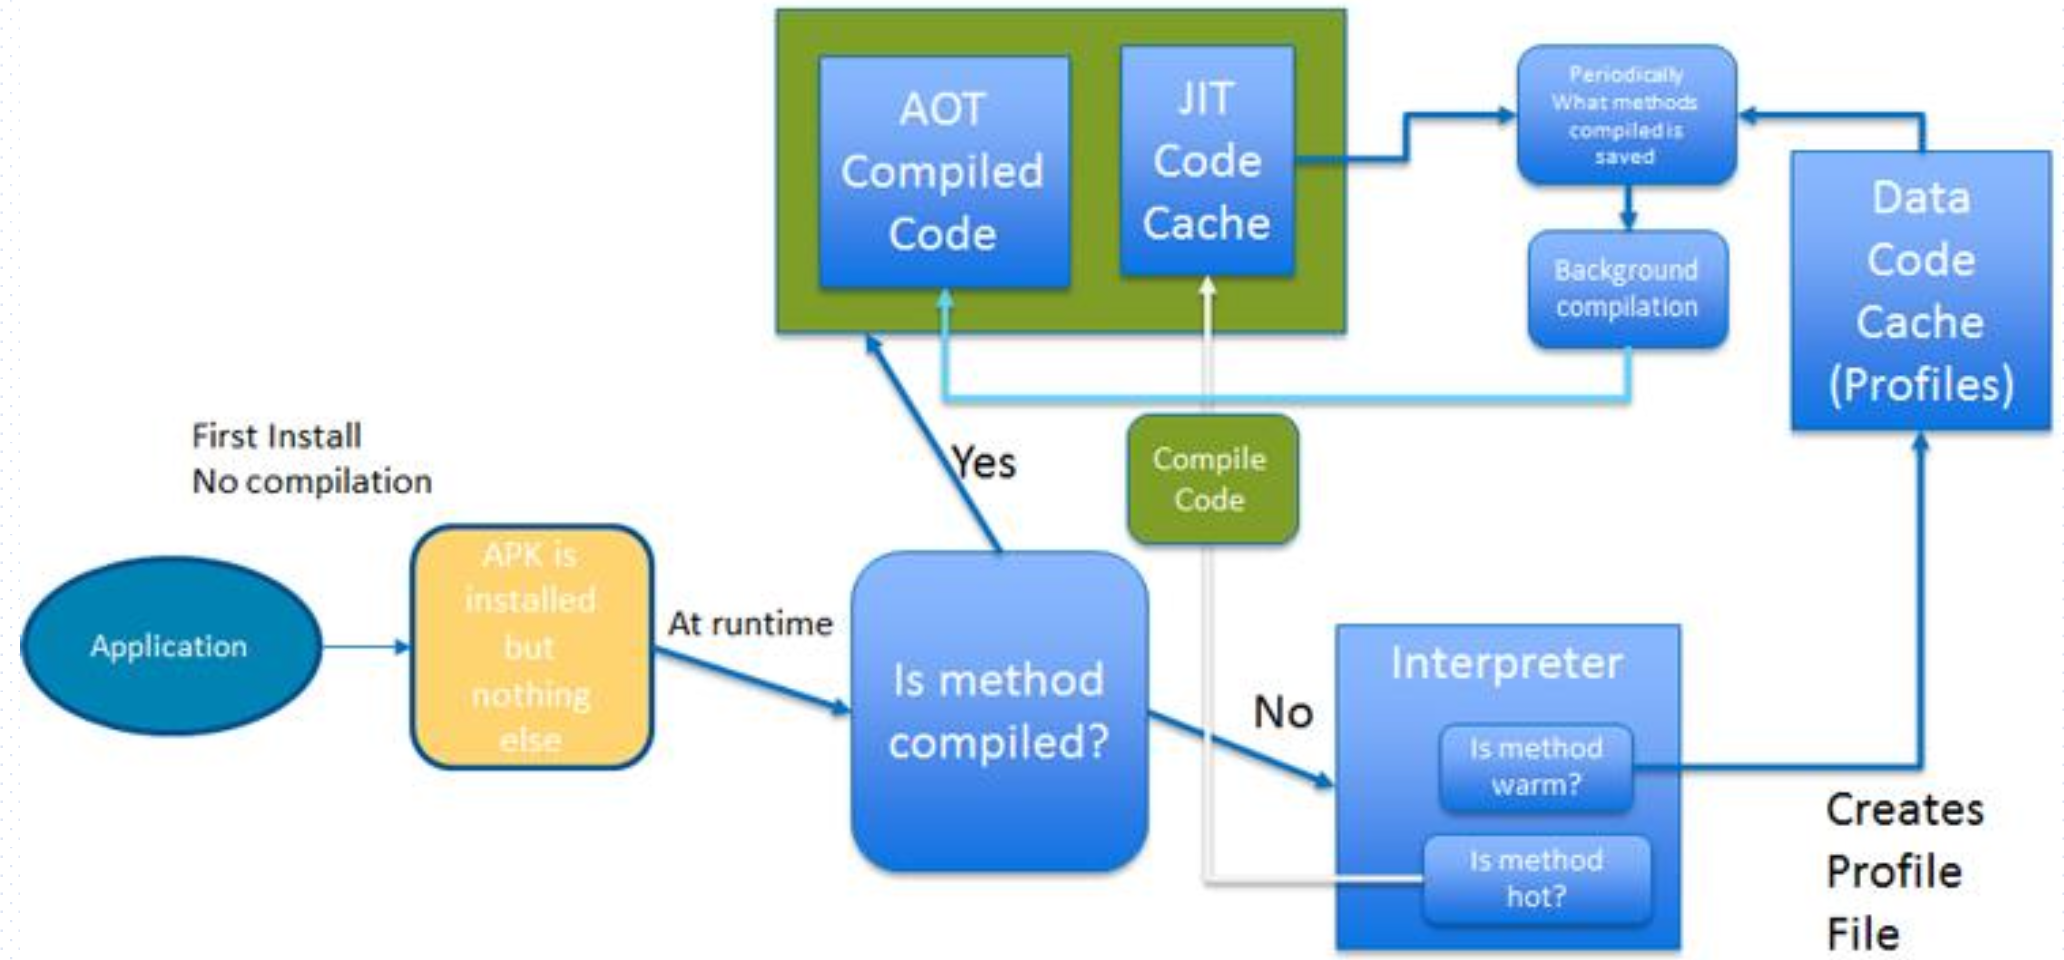 AOT
Compiled
Code
JIT
Code
Cache
Periodically
What methods
compiled is
saved
Background
compilation
Data
Code
Cache
(Profiles)
First Install
No compilation
Yes
Compile
Code
Application
APK is
installed
but
nothing
else
At runtime
Is method
compiled?
No
Interpreter
Is method
warm?
Is method
hot?
Creates
Profile
File